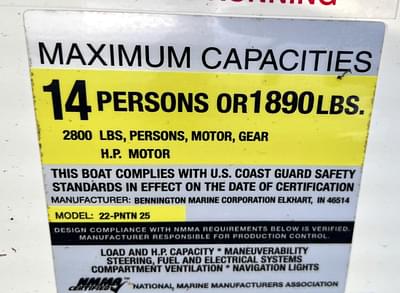 MAXIMUM CAPACITIES
14 PERSONS OR 1890 LBS.
2800 LBS, PERSONS, MOTOR, GEAR
H.P. MOTOR
THIS BOAT COMPLIES WITH U.S. COAST GUARD SAFETY
STANDARDS IN EFFECT ON THE DATE OF CERTIFICATION
MANUFACTURER: BENNINGTON MARINE CORPORATION ELKHART, IN 46514
MODEL: 22-PNTN 25
DESIGN COMPLIANCE WITH NMMA REQUIREMENTS BELOW IS VERIFIED.
MANUFACTURER RESPONSIBLE FOR PRODUCTION CONTROL.
LOAD AND H.P. CAPACITY * MANEUVERABILITY
STEERING, FUEL AND ELECTRICAL SYSTEMS
COMPARTMENT VENTILATION * NAVIGATION LIGHTS
NMMA
CERTIFIED
NATIONAL MARINE MANUFACTURERS ASSOCIATION